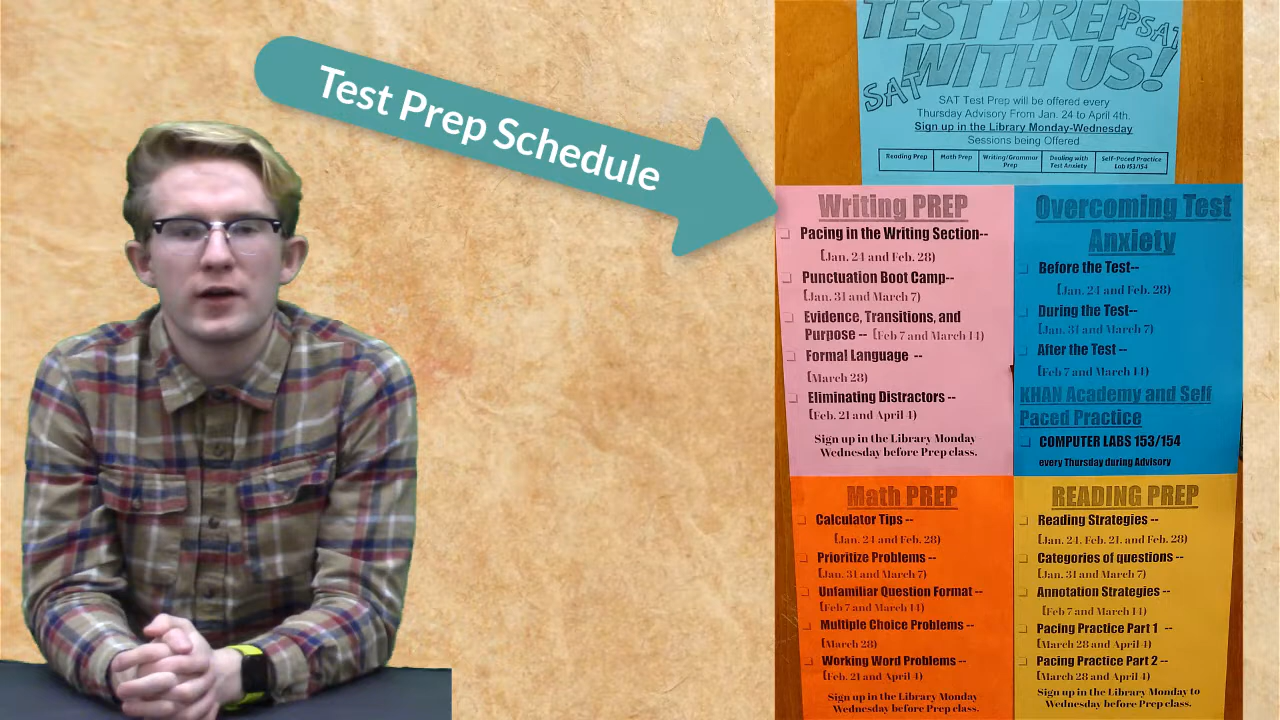 Test Prep Schedule
TEST PREP PSAT
WITH US!
SAT
SAT Test Prep will be offered every
Thursday Advisory From Jan. 24 to April 4th.
Sign up in the Library Monday-Wednesday
Sessions being Offered
Reading Prep
Math Prep
Writing/Grammar Prep
Dealing with Test Anxiety
Self-Paced Practice Lab 153/154
Writing PREP
Pacing in the Writing Section--
(Jan. 24 and Feb. 28)
Punctuation Boot Camp--
(Jan. 31 and March 7)
Evidence, Transitions, and
Purpose -- (Feb 7 and March 14)
Formal Language --
(March 28)
Eliminating Distractors --
(Feb. 21 and April 4)
Sign up in the Library Monday
Wednesday before Prep class.
Overcoming Test
Anxiety
Before the Test--
(Jan. 24 and Feb. 28)
During the Test--
(Jan. 31 and March 7)
After the Test --
(Feb 7 and March 14)
KHAN Academy and Self
Paced Practice
COMPUTER LABS 153/154
every Thursday during Advisory
Math PREP
Calculator Tips --
(Jan. 24 and Feb. 28)
Prioritize Problems --
(Jan. 31 and March 7)
Unfamiliar Question Format --
(Feb 7 and March 14)
Multiple Choice Problems --
(March 28)
Working Word Problems --
(Feb. 21 and April 4)
Sign up in the Library Monday
Wednesday before Prep class.
READING PREP
Reading Strategies --
(Jan. 24, Feb. 21, and Feb. 28)
Categories of questions --
(Jan. 31 and March 7)
Annotation Strategies --
(Feb 7 and March 14)
Pacing Practice Part 1 --
(March 28 and April 4)
Pacing Practice Part 2 --
(March 28 and April 4)
Sign up in the Library Monday to
Wednesday before Prep class.